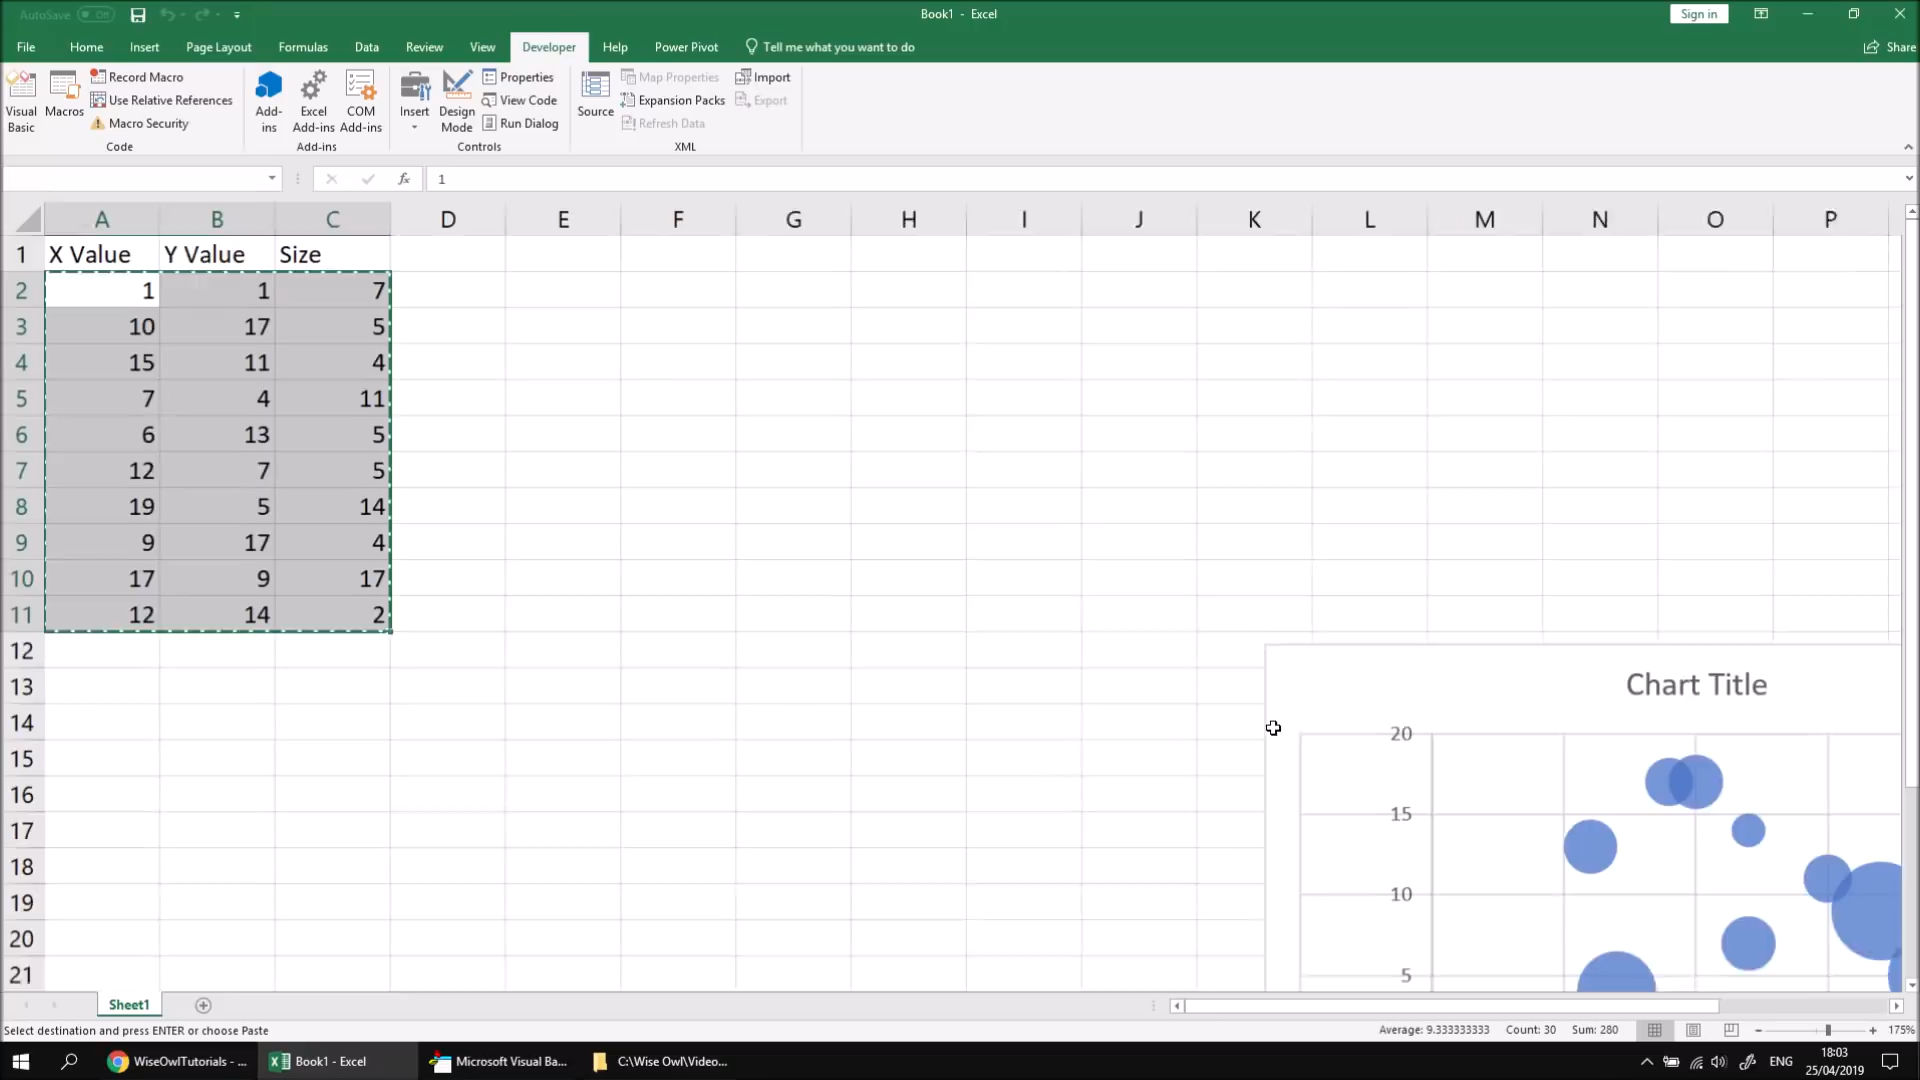 AutoSave Off
Book1 - Excel
Sign in
File Home Insert Page Layout Formulas Data Review View Developer Help Power Pivot Tell me what you want to do
Share
Visual Basic
Macros
Record Macro
Use Relative References
Macro Security
Code
Add-ins
Excel Add-ins
COM Add-ins
Add-ins
Insert
Design Mode
Properties
View Code
Run Dialog
Controls
Source
Map Properties
Expansion Packs
Refresh Data
Import
Export
XML
fx 1
A B C D E F G H I J K L M N O P
1 X Value Y Value Size
2 1 1 7
3 10 17 5
4 15 11 4
5 7 4 11
6 6 13 5
7 12 7 5
8 19 5 14
9 9 17 4
10 17 9 17
11 12 14 2
12
13
14
15
16
17
18
19
20
21
Chart Title
20
15
10
5
Sheet1
Select destination and press ENTER or choose Paste
Average: 9.333333333 Count: 30 Sum: 280
175%
WiseOwlTutorials - ...
Book1 - Excel
Microsoft Visual Ba...
C:\Wise Owl\Video...
ENG
18:03
25/04/2019